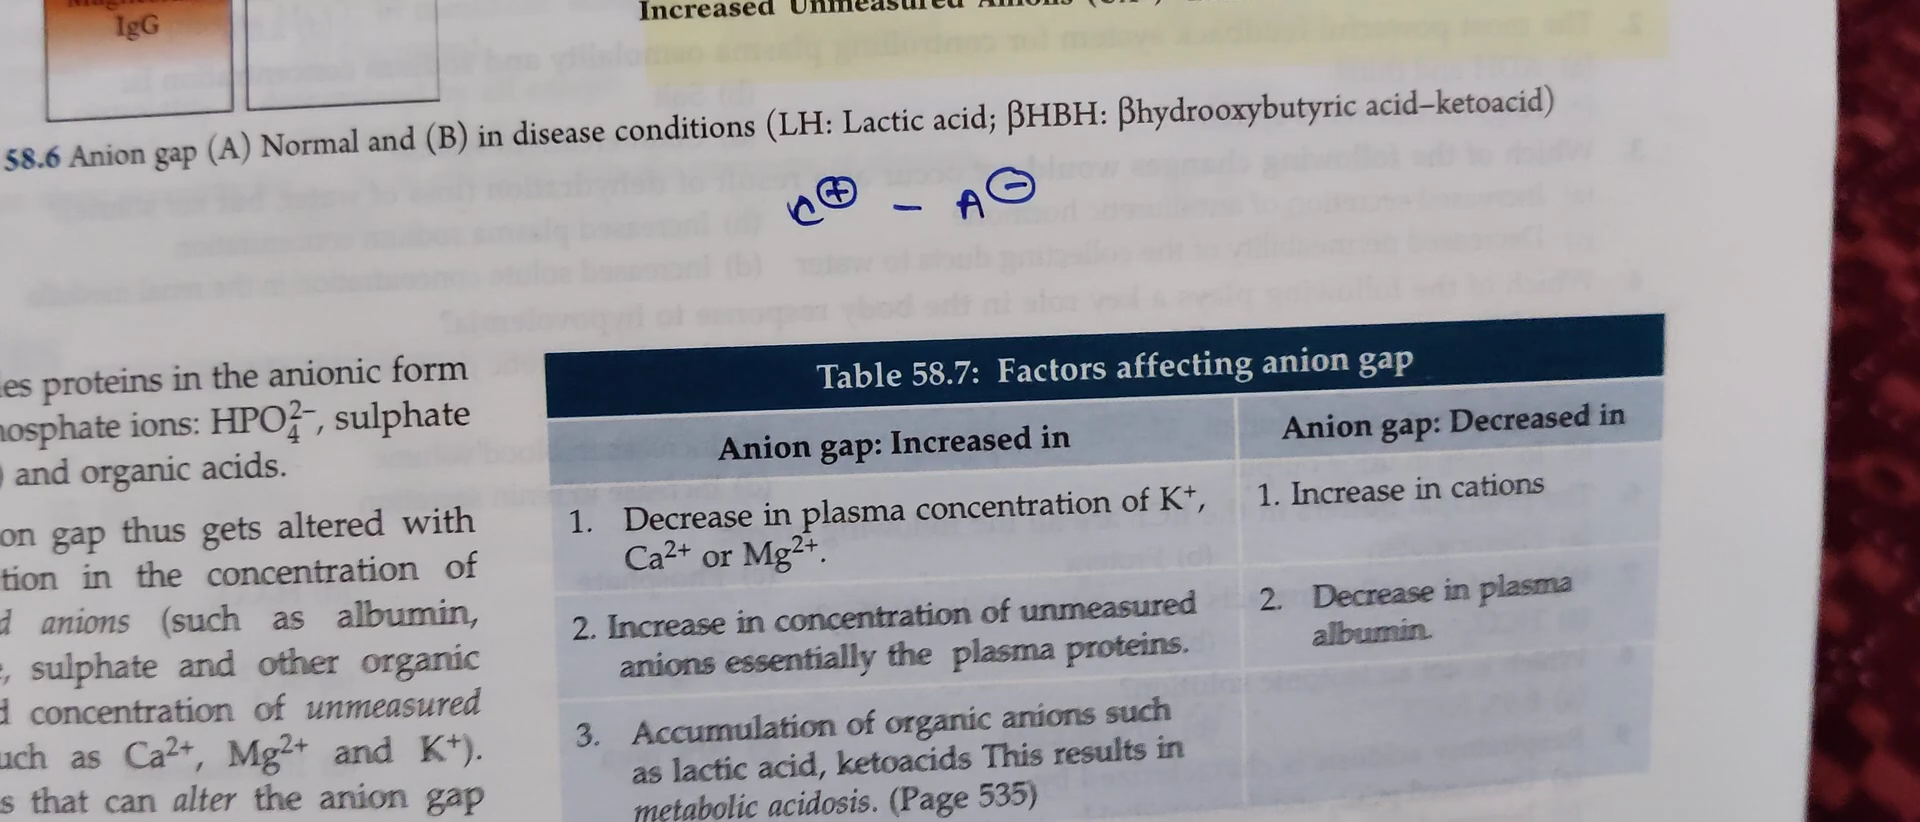 IgG
Increased Unmeasured Anions
58.6 Anion gap (A) Normal and (B) in disease conditions (LH: Lactic acid; βHBH: βhydrooxybutyric acid–ketoacid)
C⊕ – A⊖
es proteins in the anionic form
osphate ions: HPO₄²⁻, sulphate
) and organic acids.
on gap thus gets altered with
tion in the concentration of
d anions (such as albumin,
, sulphate and other organic
d concentration of unmeasured
uch as Ca²⁺, Mg²⁺ and K⁺).
s that can alter the anion gap
Table 58.7: Factors affecting anion gap
Anion gap: Increased in
Anion gap: Decreased in
1. Decrease in plasma concentration of K⁺,
Ca²⁺ or Mg²⁺.
1. Increase in cations
2. Increase in concentration of unmeasured
anions essentially the plasma proteins.
2. Decrease in plasma
albumin.
3. Accumulation of organic anions such
as lactic acid, ketoacids This results in
metabolic acidosis. (Page 535)